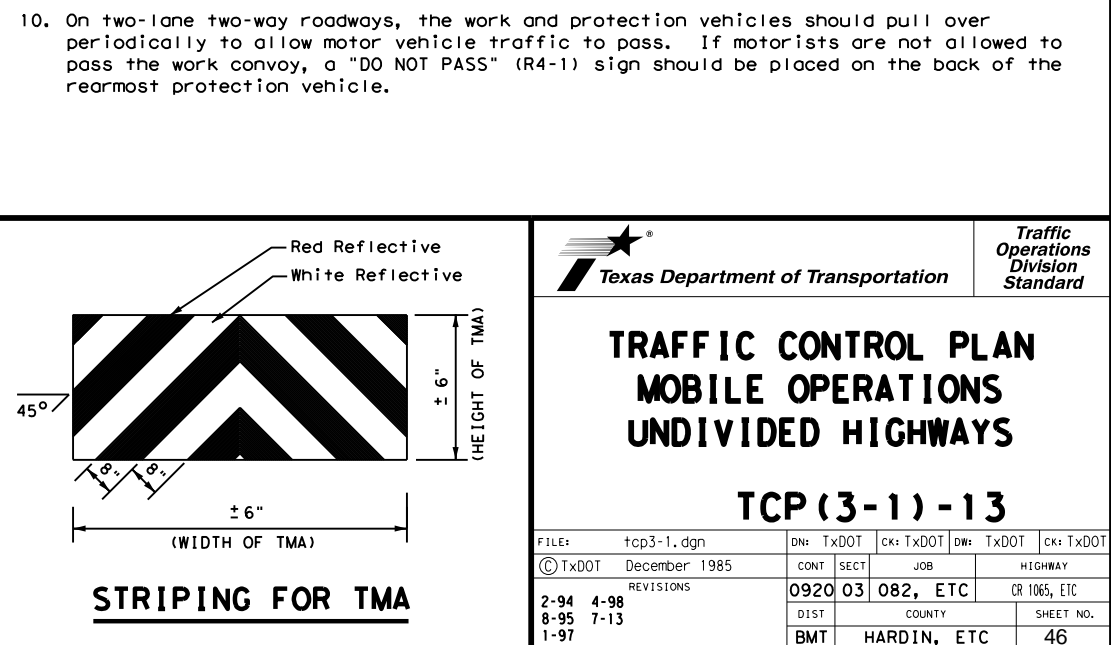 10. On two-lane two-way roadways, the work and protection vehicles should pull over
periodically to allow motor vehicle traffic to pass. If motorists are not allowed to
pass the work convoy, a "DO NOT PASS" (R4-1) sign should be placed on the back of the
rearmost protection vehicle.
Red Reflective
White Reflective
45°
8"
8"
± 6"
(HEIGHT OF TMA)
± 6"
(WIDTH OF TMA)
STRIPING FOR TMA
®
Texas Department of Transportation
Traffic
Operations
Division
Standard
TRAFFIC CONTROL PLAN
MOBILE OPERATIONS
UNDIVIDED HIGHWAYS
TCP(3-1)-13
FILE: tcp3-1.dgn DN: TxDOT CK: TxDOT DW: TxDOT CK: TxDOT
© TxDOT December 1985 CONT SECT JOB HIGHWAY
REVISIONS 0920 03 082, ETC CR 1065, ETC
2-94 4-98
8-95 7-13 DIST COUNTY SHEET NO.
1-97 BMT HARDIN, ETC 46